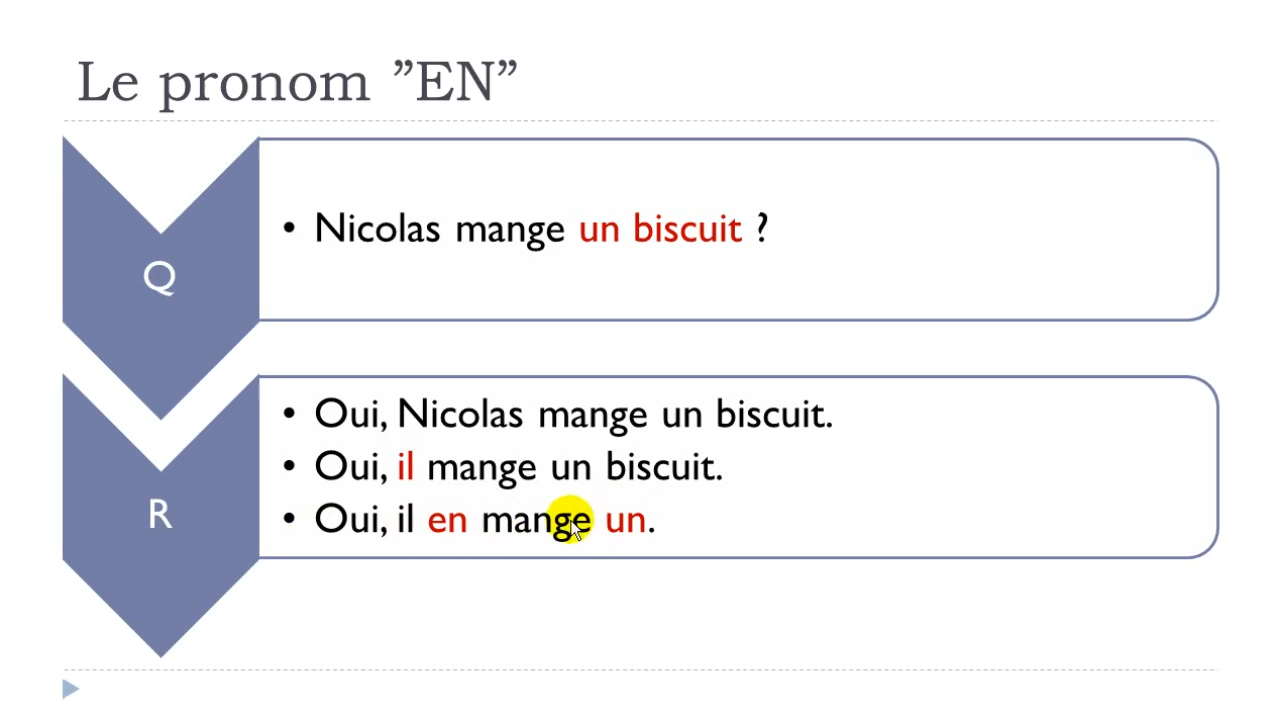 Le pronom ”EN”
Q
• Nicolas mange un biscuit ?
R
• Oui, Nicolas mange un biscuit.
• Oui, il mange un biscuit.
• Oui, il en mange un.